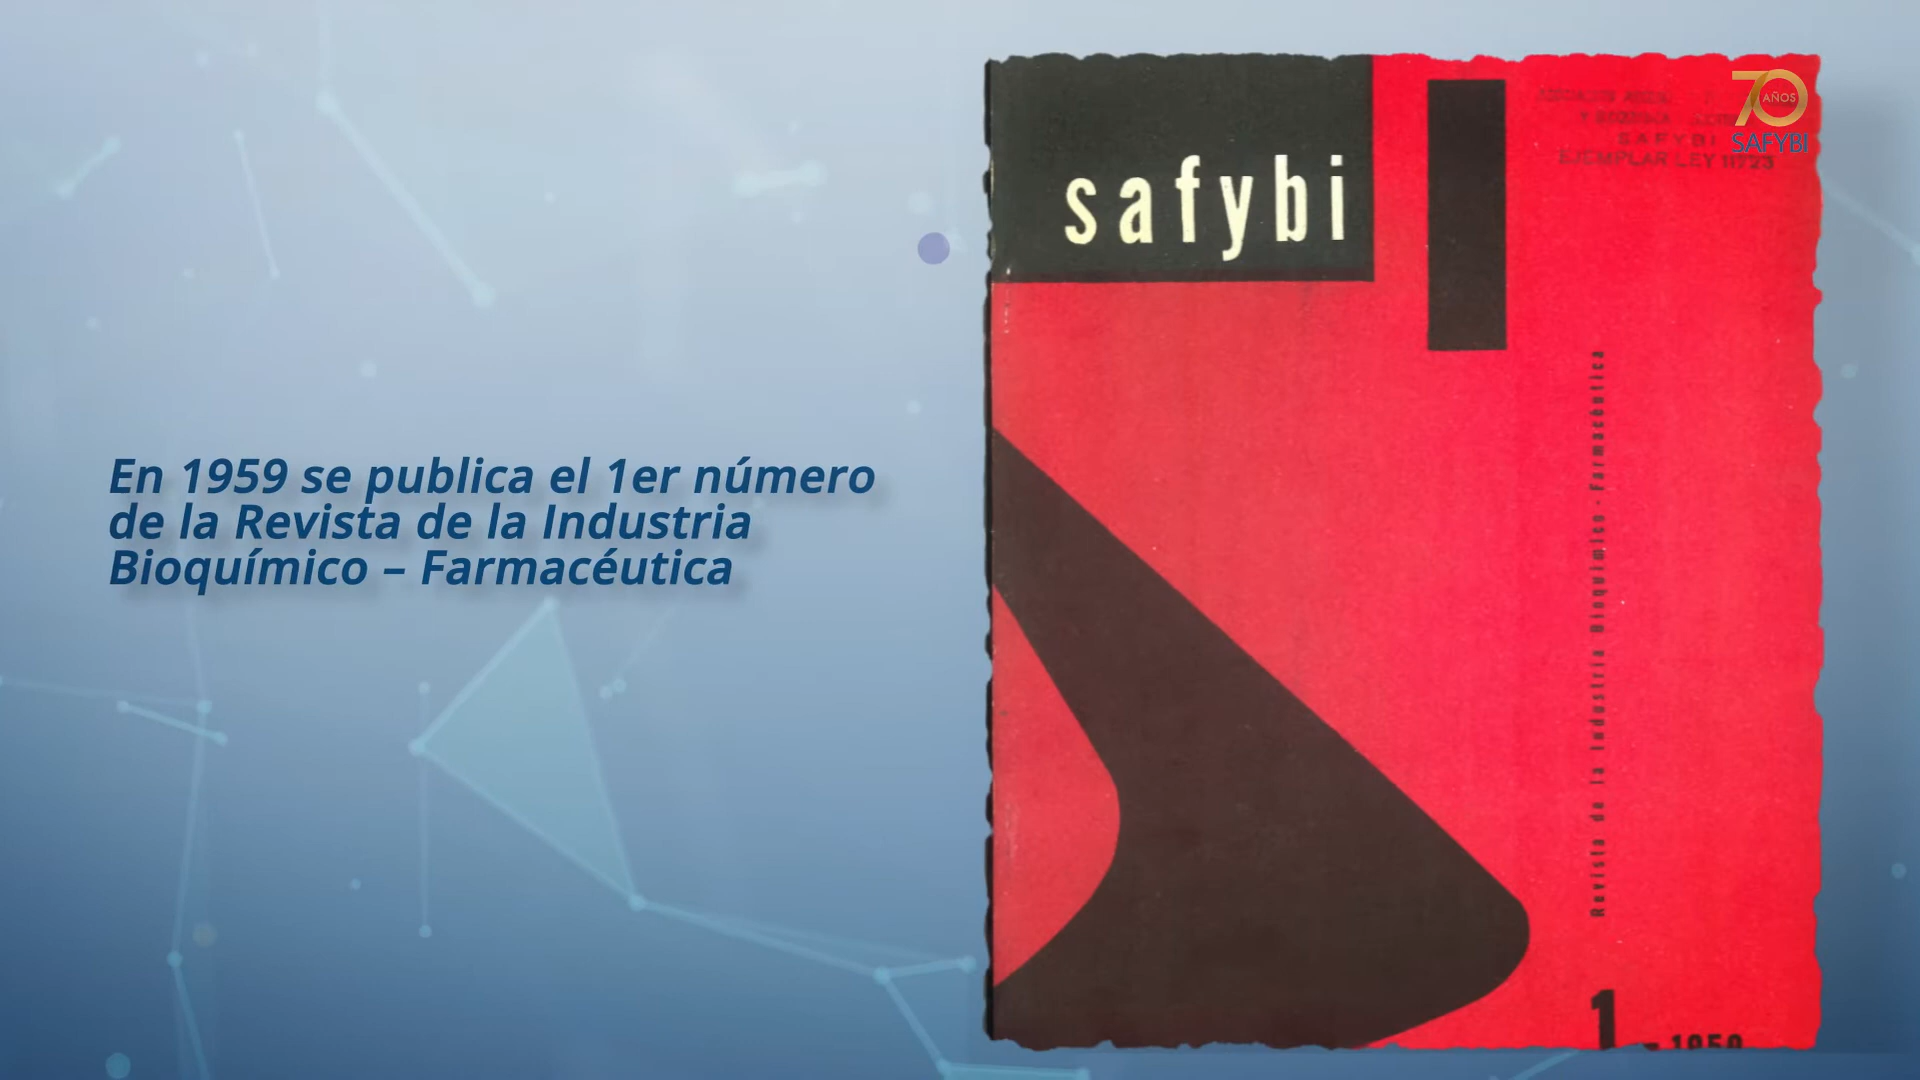 En 1959 se publica el 1er número
de la Revista de la Industria
Bioquímico – Farmacéutica
safybi
70
AÑOS
SAFYBI
SAFYBI
EJEMPLAR LEY 11723
Revista de la Industria Bioquímico - Farmacéutica
1 - 1959